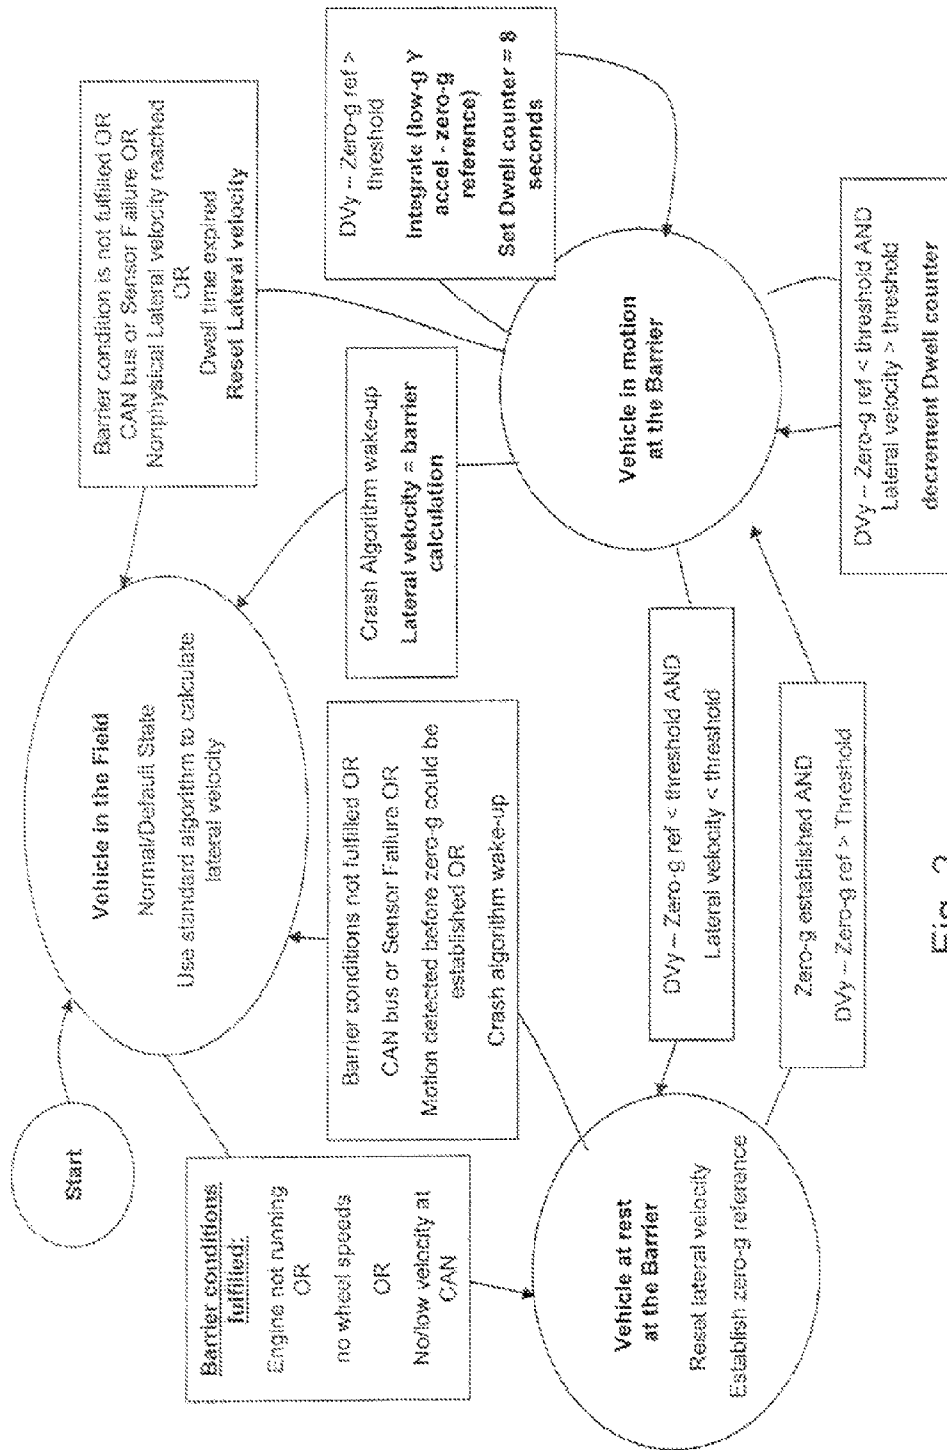 Start
Vehicle in the Field
Normal/Default State
Use standard algorithm to calculate
lateral velocity
Barrier condition is not fulfilled OR
CAN bus or Sensor Failure OR
Nonphysical Lateral velocity reached
OR
Dwell time expired
Reset Lateral velocity
Barrier conditions
fulfilled:
Engine not running
OR
no wheel speeds
OR
No/low velocity at
CAN
Barrier conditions not fulfilled OR
CAN bus or Sensor Failure OR
Motion detected before zero-g could be
established OR
Crash algorithm wake-up
Crash Algorithm wake-up
Lateral velocity = barrier
calculation
DVy – Zero-g ref >
threshold
Integrate (low-g Y
accel - zero-g
reference)
Set Dwell counter = 8
seconds
Vehicle at rest
at the Barrier
Reset lateral velocity
Establish zero-g reference
DVy – Zero-g ref < threshold AND
Lateral velocity < threshold
Zero-g established AND
DVy – Zero-g ref > Threshold
Vehicle in motion
at the Barrier
DVy – Zero-g ref < threshold AND
Lateral velocity > threshold
decrement Dwell counter